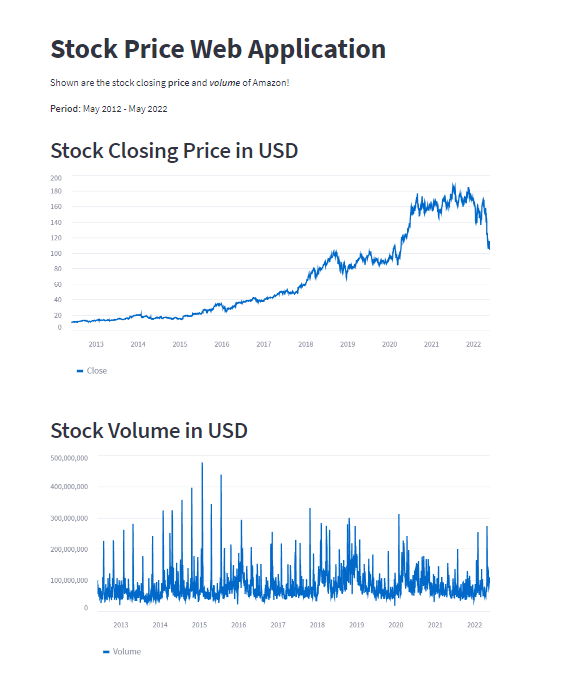 Stock Price Web Application
Shown are the stock closing price and volume of Amazon!
Period: May 2012 - May 2022
Stock Closing Price in USD
200
180
160
140
120
100
80
60
40
20
0
2013 2014 2015 2016 2017 2018 2019 2020 2021 2022
Close
Stock Volume in USD
500,000,000
400,000,000
300,000,000
200,000,000
100,000,000
0
2013 2014 2015 2016 2017 2018 2019 2020 2021 2022
Volume